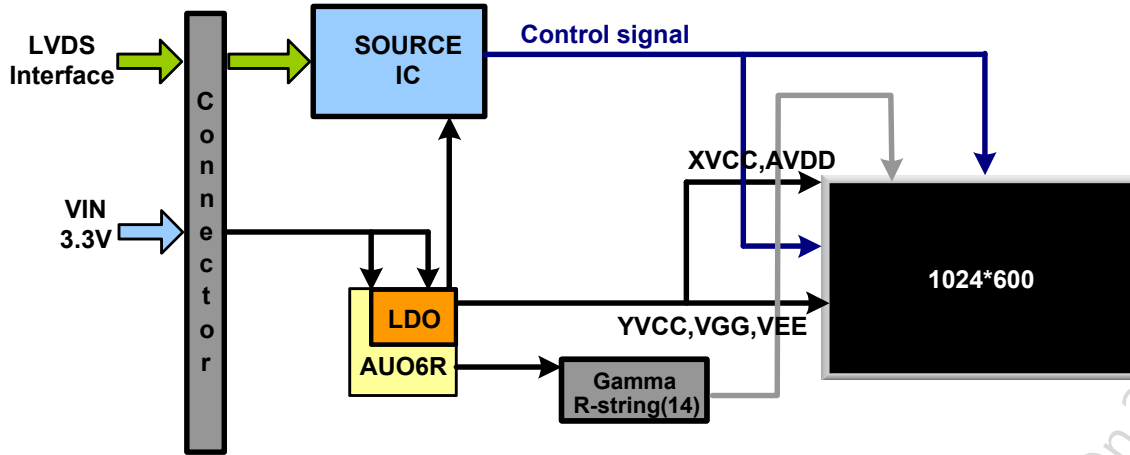 LVDS
Interface
Connector
SOURCE
IC
Control signal
XVCC,AVDD
VIN
3.3V
1024*600
LDO
YVCC,VGG,VEE
AUO6R
Gamma
R-string(14)